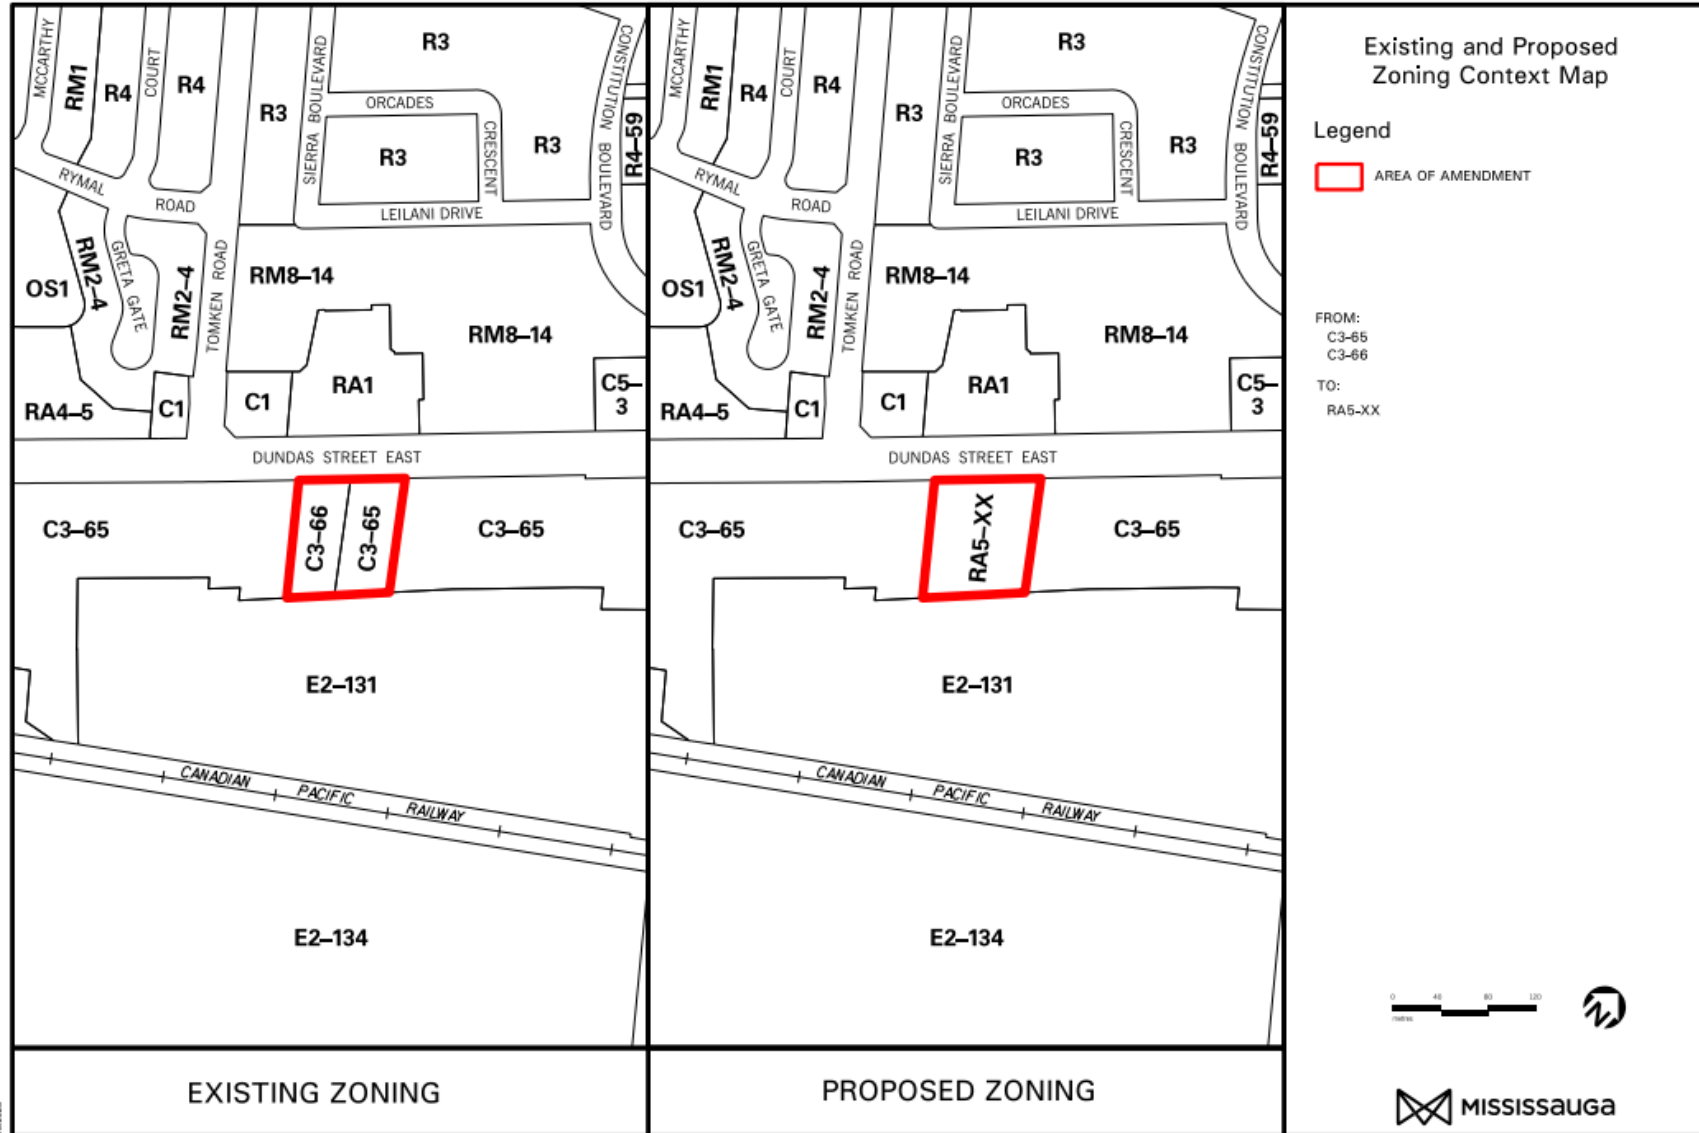 MCCARTHY
COURT
RM1
R4
R4
R3
SIERRA BOULEVARD
R3
ORCADES
CRESCENT
R3
R3
CONSTITUTION BOULEVARD
R4–59
RYMAL
ROAD
LEILANI DRIVE
OS1
RM2–4
GRETA GATE
RM2–4
TOMKEN ROAD
RM8–14
RM8–14
RA4–5
C1
C1
RA1
C5–
3
DUNDAS STREET EAST
C3–65
C3–66
C3–65
C3–65
E2–131
CANADIAN PACIFIC RAILWAY
E2–134
EXISTING ZONING
MCCARTHY
COURT
RM1
R4
R4
R3
SIERRA BOULEVARD
R3
ORCADES
CRESCENT
R3
R3
CONSTITUTION BOULEVARD
R4–59
RYMAL
ROAD
LEILANI DRIVE
OS1
RM2–4
GRETA GATE
RM2–4
TOMKEN ROAD
RM8–14
RM8–14
RA4–5
C1
C1
RA1
C5–
3
DUNDAS STREET EAST
C3–65
RA5–XX
C3–65
E2–131
CANADIAN PACIFIC RAILWAY
E2–134
PROPOSED ZONING
Existing and Proposed
Zoning Context Map
Legend
AREA OF AMENDMENT
FROM:
C3-65
C3-66
TO:
RA5-XX
0 40 80 120
metres
MISSISSAUGA